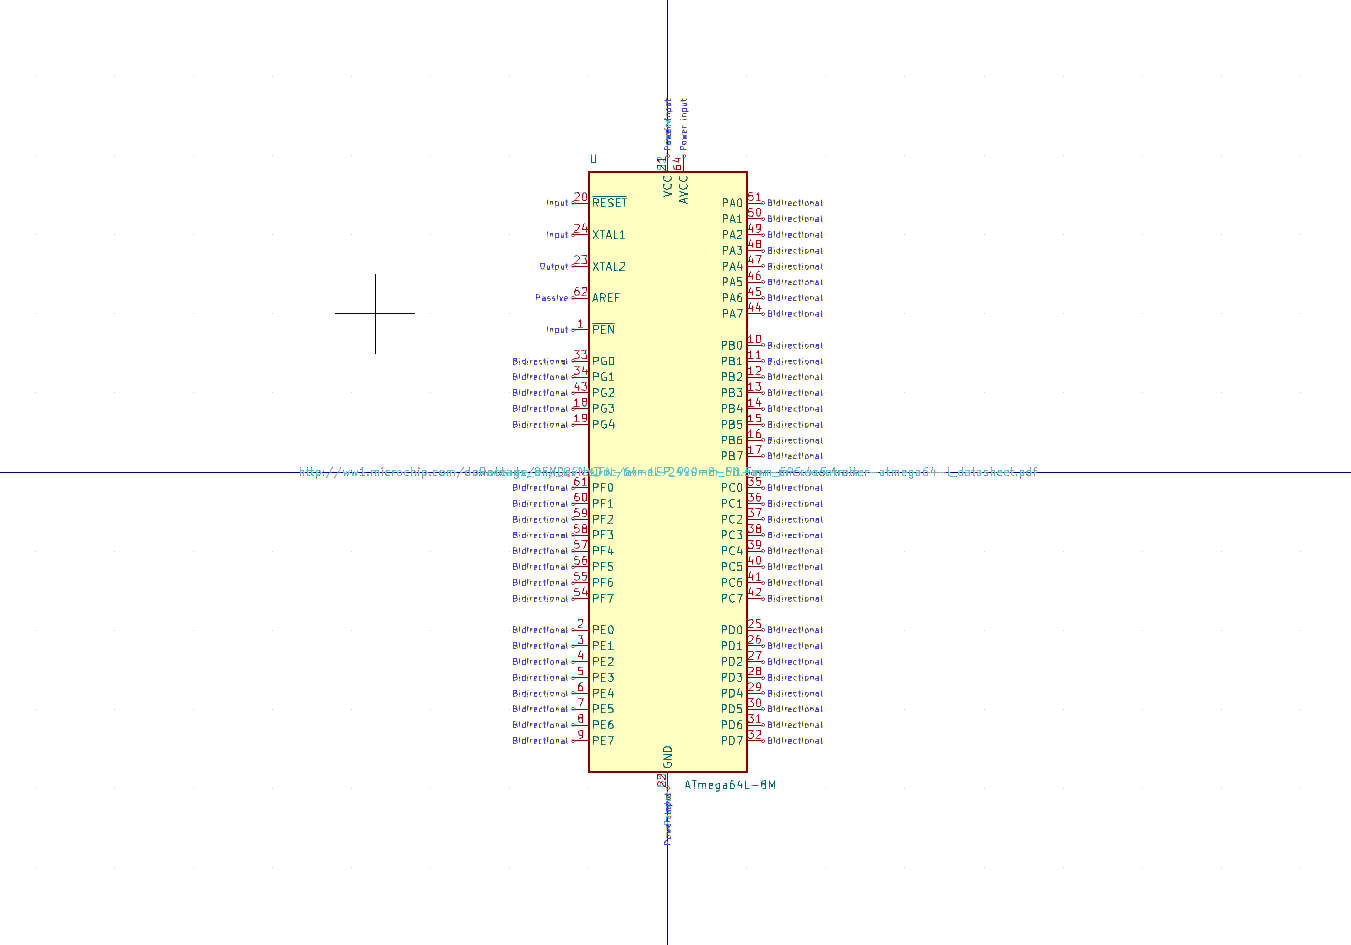 Power input
U
64
VCC
AVCC
Input 20 RESET PA0 51 Bidirectional
PA1 50 Bidirectional
Input 24 XTAL1 PA2 49 Bidirectional
PA3 48 Bidirectional
Output 23 XTAL2 PA4 47 Bidirectional
PA5 46 Bidirectional
Passive 62 AREF PA6 45 Bidirectional
PA7 44 Bidirectional
Input 1 PEN
PB0 10 Bidirectional
Bidirectional 33 PG0 PB1 11 Bidirectional
Bidirectional 34 PG1 PB2 12 Bidirectional
Bidirectional 43 PG2 PB3 13 Bidirectional
Bidirectional 18 PG3 PB4 14 Bidirectional
Bidirectional 19 PG4 PB5 15 Bidirectional
PB6 16 Bidirectional
PB7 17 Bidirectional
Bidirectional 61 PF0 PC0 35 Bidirectional
Bidirectional 60 PF1 PC1 36 Bidirectional
Bidirectional 59 PF2 PC2 37 Bidirectional
Bidirectional 58 PF3 PC3 38 Bidirectional
Bidirectional 57 PF4 PC4 39 Bidirectional
Bidirectional 56 PF5 PC5 40 Bidirectional
Bidirectional 55 PF6 PC6 41 Bidirectional
Bidirectional 54 PF7 PC7 42 Bidirectional
Bidirectional 2 PE0 PD0 25 Bidirectional
Bidirectional 3 PE1 PD1 26 Bidirectional
Bidirectional 4 PE2 PD2 27 Bidirectional
Bidirectional 5 PE3 PD3 28 Bidirectional
Bidirectional 6 PE4 PD4 29 Bidirectional
Bidirectional 7 PE5 PD5 30 Bidirectional
Bidirectional 8 PE6 PD6 31 Bidirectional
Bidirectional 9 PE7 PD7 32 Bidirectional
GND
ATmega64L-8M